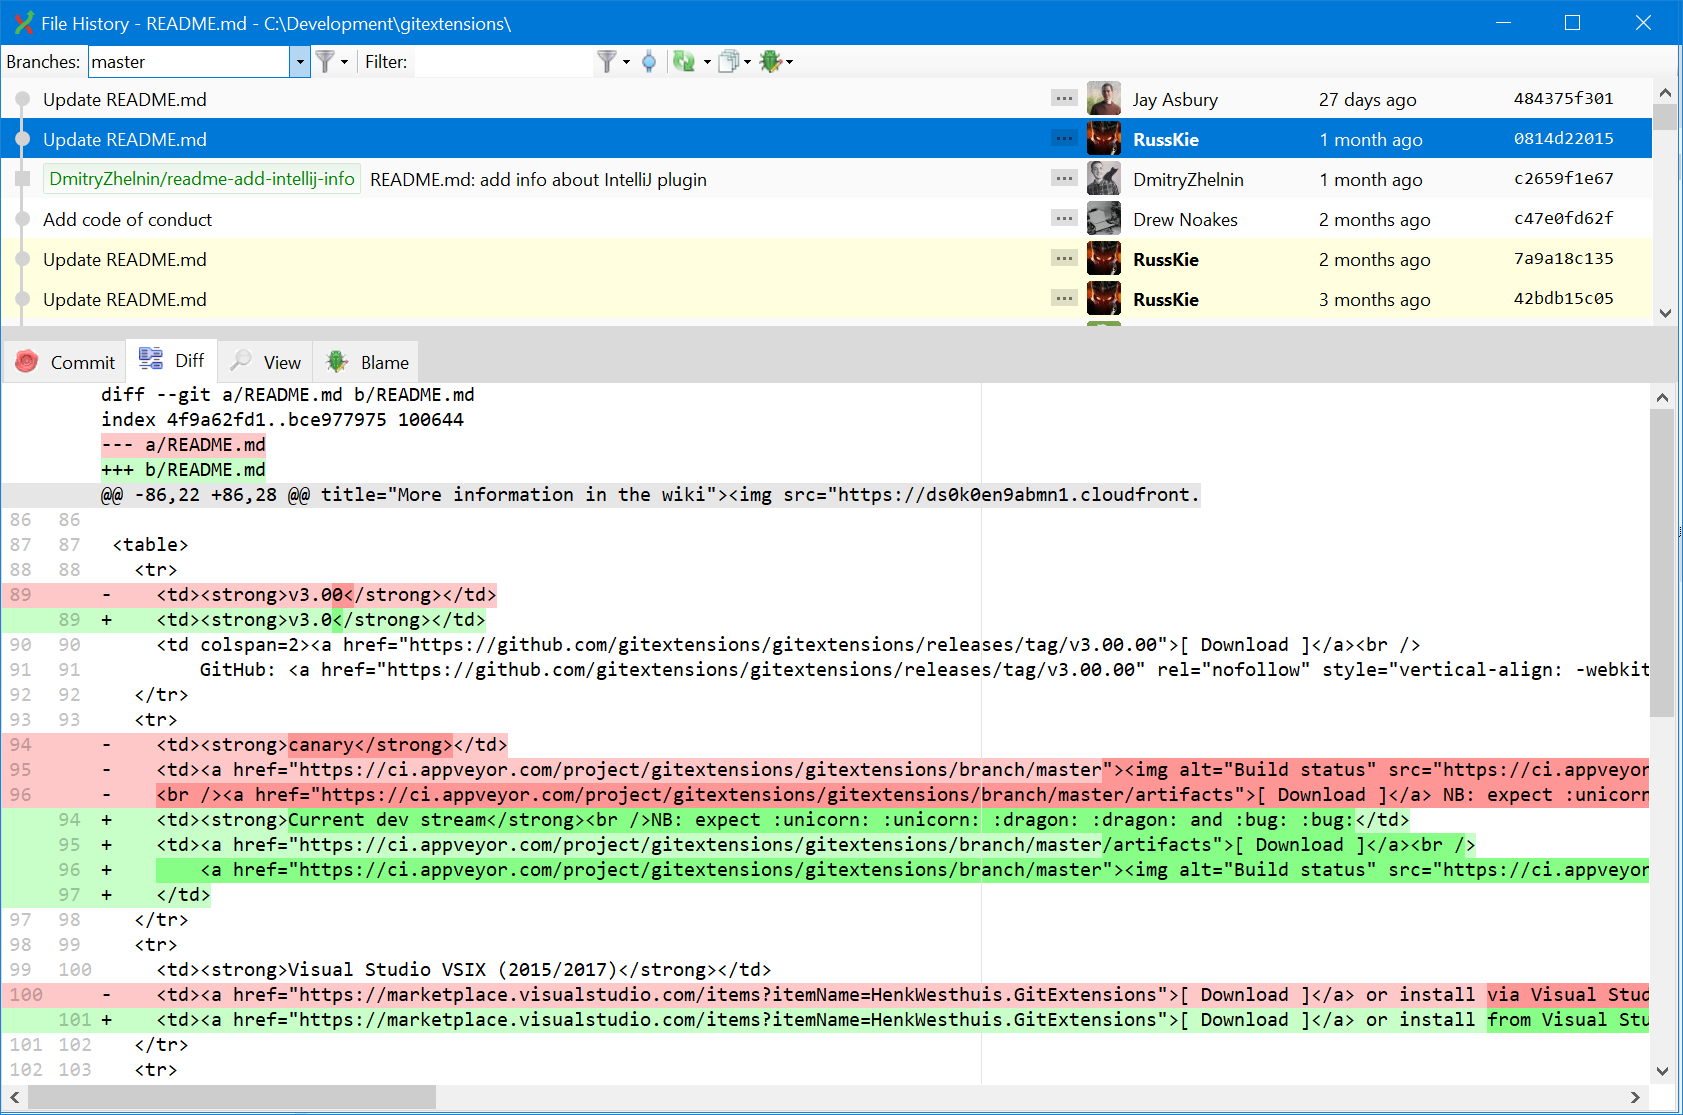 File History - README.md - C:\Development\gitextensions\
Branches: master Filter:
Update README.md ... Jay Asbury 27 days ago 484375f301
Update README.md ... RussKie 1 month ago 0814d22015
DmitryZhelnin/readme-add-intellij-info README.md: add info about IntelliJ plugin ... DmitryZhelnin 1 month ago c2659f1e67
Add code of conduct ... Drew Noakes 2 months ago c47e0fd62f
Update README.md ... RussKie 2 months ago 7a9a18c135
Update README.md ... RussKie 3 months ago 42bdb15c05
Commit Diff View Blame
diff --git a/README.md b/README.md
index 4f9a62fd1..bce977975 100644
--- a/README.md
+++ b/README.md
@@ -86,22 +86,28 @@ title="More information in the wiki"><img src="https://ds0k0en9abmn1.cloudfront.
86 86
87 87 <table>
88 88 <tr>
89 - <td><strong>v3.00</strong></td>
89 + <td><strong>v3.0</strong></td>
90 90 <td colspan=2><a href="https://github.com/gitextensions/gitextensions/releases/tag/v3.00.00">[ Download ]</a><br />
91 91 GitHub: <a href="https://github.com/gitextensions/gitextensions/releases/tag/v3.00.00" rel="nofollow" style="vertical-align: -webkit
92 92 </tr>
93 93 <tr>
94 - <td><strong>canary</strong></td>
95 - <td><a href="https://ci.appveyor.com/project/gitextensions/gitextensions/branch/master"><img alt="Build status" src="https://ci.appveyor
96 - <br /><a href="https://ci.appveyor.com/project/gitextensions/gitextensions/branch/master/artifacts">[ Download ]</a> NB: expect :unicorn
94 + <td><strong>Current dev stream</strong><br />NB: expect :unicorn: :unicorn: :dragon: :dragon: and :bug: :bug:</td>
95 + <td><a href="https://ci.appveyor.com/project/gitextensions/gitextensions/branch/master/artifacts">[ Download ]</a><br />
96 + <a href="https://ci.appveyor.com/project/gitextensions/gitextensions/branch/master"><img alt="Build status" src="https://ci.appveyor
97 + </td>
97 98 </tr>
98 99 <tr>
99 100 <td><strong>Visual Studio VSIX (2015/2017)</strong></td>
100 - <td><a href="https://marketplace.visualstudio.com/items?itemName=HenkWesthuis.GitExtensions">[ Download ]</a> or install via Visual Stud
101 + <td><a href="https://marketplace.visualstudio.com/items?itemName=HenkWesthuis.GitExtensions">[ Download ]</a> or install from Visual Stu
101 102 </tr>
102 103 <tr>